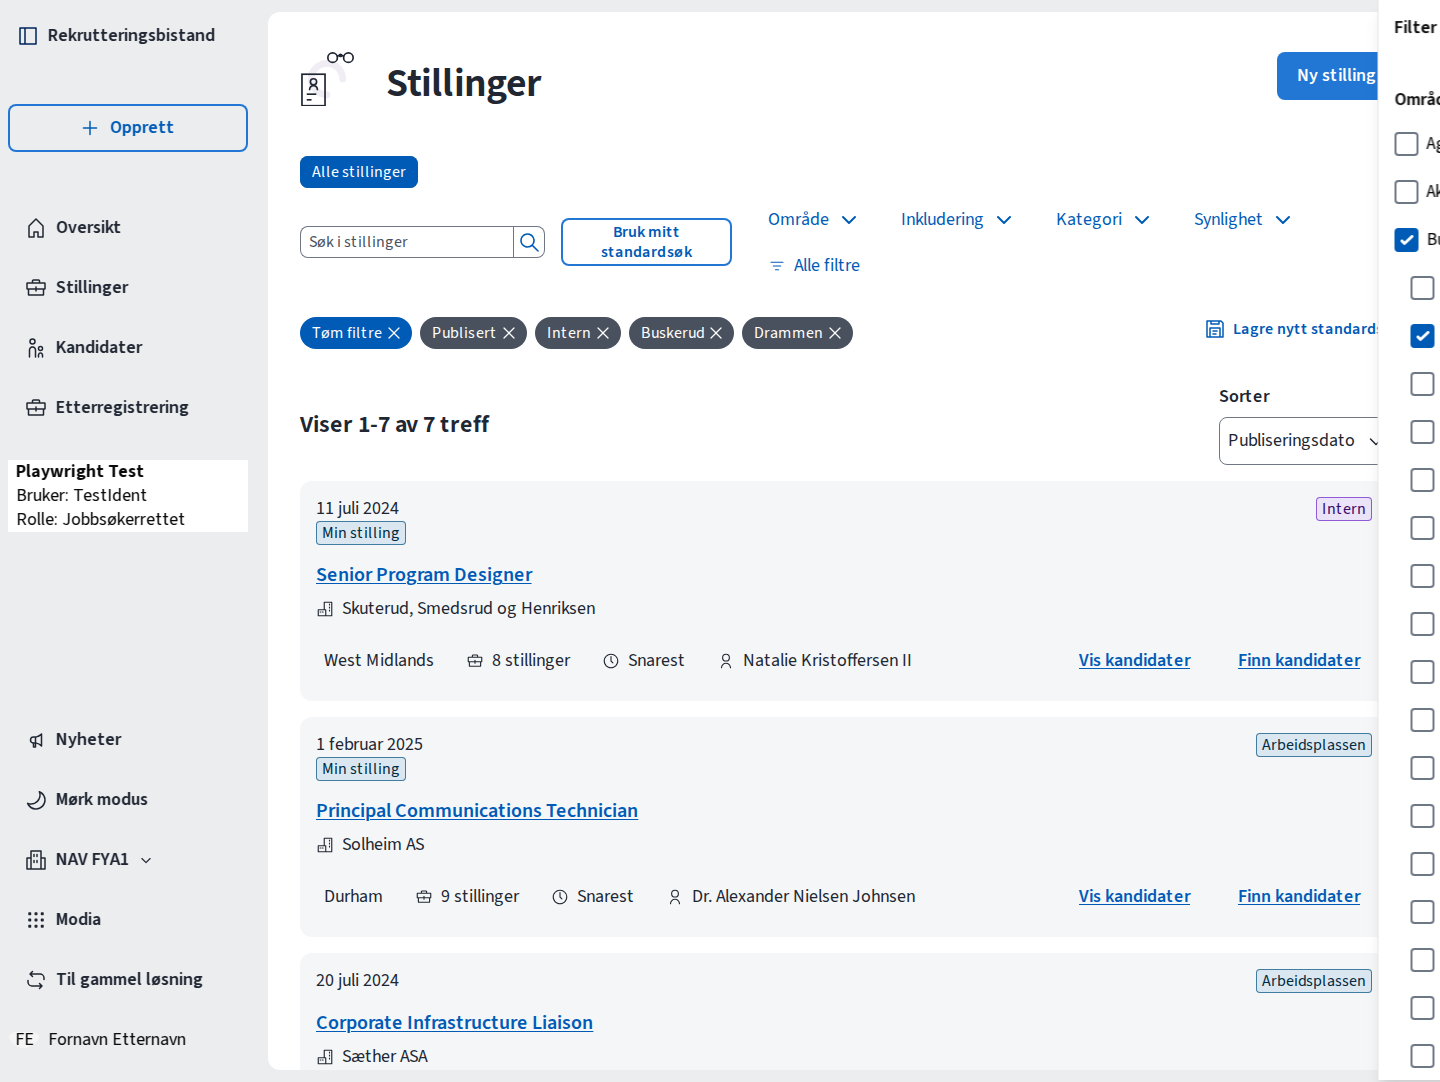 Rekrutteringsbistand
Opprett
Oversikt
Stillinger
Kandidater
Etterregistrering
Playwright Test
Bruker: TestIdent
Rolle: Jobbsøkerrettet
Nyheter
Mørk modus
NAV FYA1
Modia
Til gammel løsning
FE Fornavn Etternavn
Stillinger
Ny stilling
Alle stillinger
Søk i stillinger
Bruk mitt
standardsøk
Område
Inkludering
Kategori
Synlighet
Alle filtre
Tøm filtre
Publisert
Intern
Buskerud
Drammen
Lagre nytt standards
Viser 1-7 av 7 treff
Sorter
Publiseringsdato
11 juli 2024
Intern
Min stilling
Senior Program Designer
Skuterud, Smedsrud og Henriksen
West Midlands
8 stillinger
Snarest
Natalie Kristoffersen II
Vis kandidater
Finn kandidater
1 februar 2025
Arbeidsplassen
Min stilling
Principal Communications Technician
Solheim AS
Durham
9 stillinger
Snarest
Dr. Alexander Nielsen Johnsen
Vis kandidater
Finn kandidater
20 juli 2024
Arbeidsplassen
Corporate Infrastructure Liaison
Sæther ASA
Filter